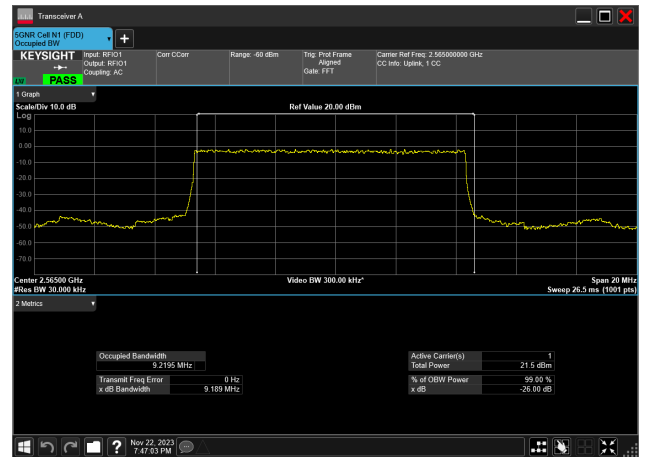 Transceiver A
5GNR Cell N1 (FDD)
Occupied BW
KEYSIGHT
LXI
PASS
Input: RFIO1
Output: RFIO1
Coupling: AC
Corr CCorr
Range: -60 dBm
Trig: Prot Frame
Aligned
Gate: FFT
Carrier Ref Freq: 2.565000000 GHz
CC Info: Uplink, 1 CC
1 Graph
Scale/Div 10.0 dB
Ref Value 20.00 dBm
Log
10.0
0.00
-10.0
-20.0
-30.0
-40.0
-50.0
-60.0
-70.0
Center 2.56500 GHz
Video BW 300.00 kHz*
Span 20 MHz
#Res BW 30.000 kHz
Sweep 26.5 ms (1001 pts)
2 Metrics
Occupied Bandwidth
9.2195 MHz
Active Carrier(s) 1
Total Power 21.5 dBm
Transmit Freq Error 0 Hz
x dB Bandwidth 9.189 MHz
% of OBW Power 99.00 %
x dB -26.00 dB
Nov 22, 2023
7:47:03 PM